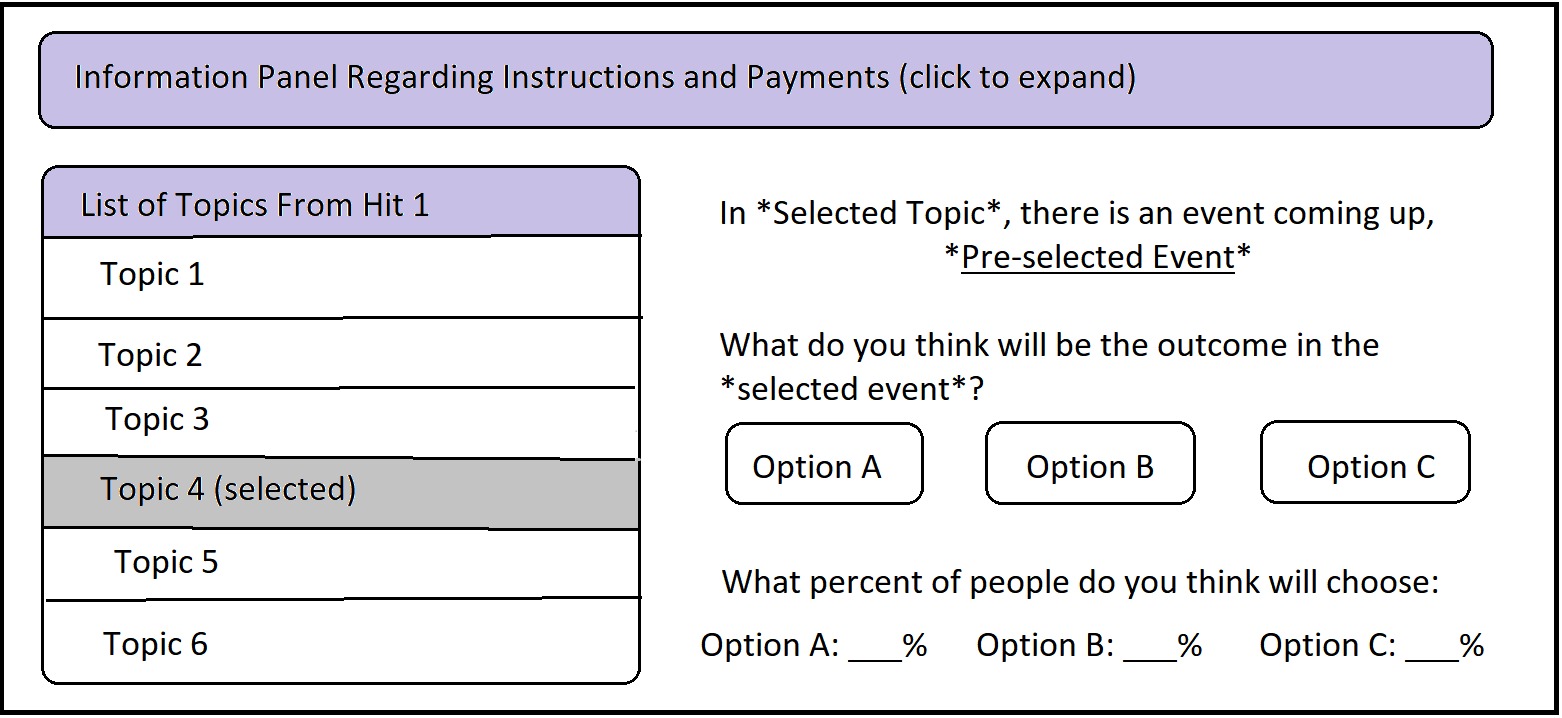 Information Panel Regarding Instructions and Payments (click to expand)
List of Topics From Hit 1
Topic 1
Topic 2
Topic 3
Topic 4 (selected)
Topic 5
Topic 6
In *Selected Topic*, there is an event coming up,
*Pre-selected Event*
What do you think will be the outcome in the
*selected event*?
Option A Option B Option C
What percent of people do you think will choose:
Option A: ___% Option B: ___% Option C: ___%